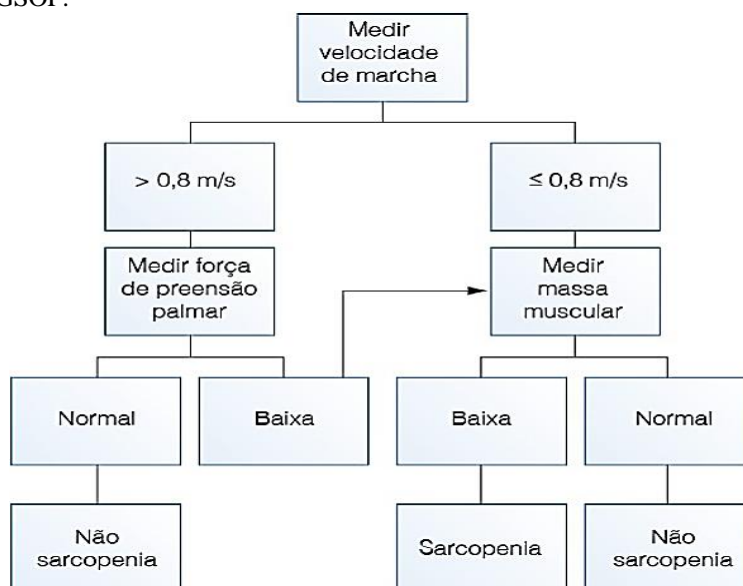 GSOP.
Medir
velocidade
de marcha
> 0,8 m/s
≤ 0,8 m/s
Medir força
de preensão
palmar
Medir
massa
muscular
Normal
Baixa
Baixa
Normal
Não
sarcopenia
Sarcopenia
Não
sarcopenia